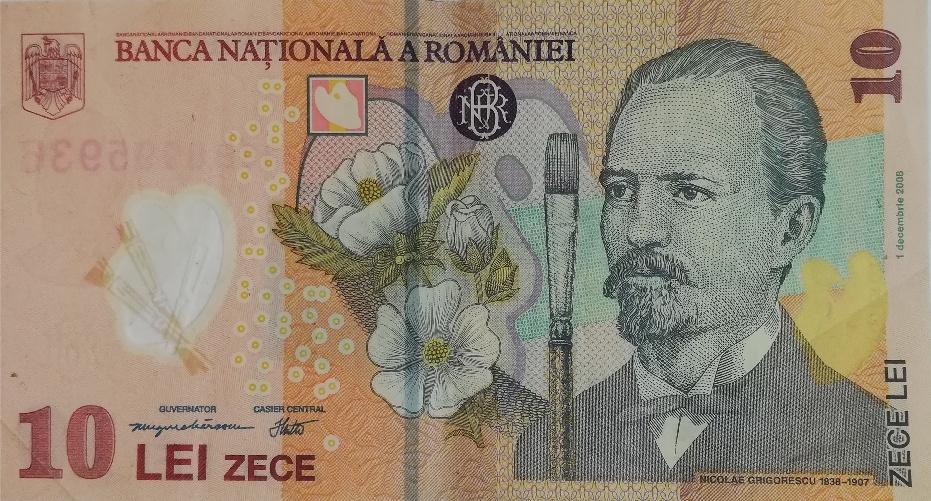 BANCA NAȚIONALĂ A ROMÂNIEI
10
1 decembrie 2008
GUVERNATOR CASIER CENTRAL
10 LEI ZECE
ZECE LEI
NICOLAE GRIGORESCU 1838-1907